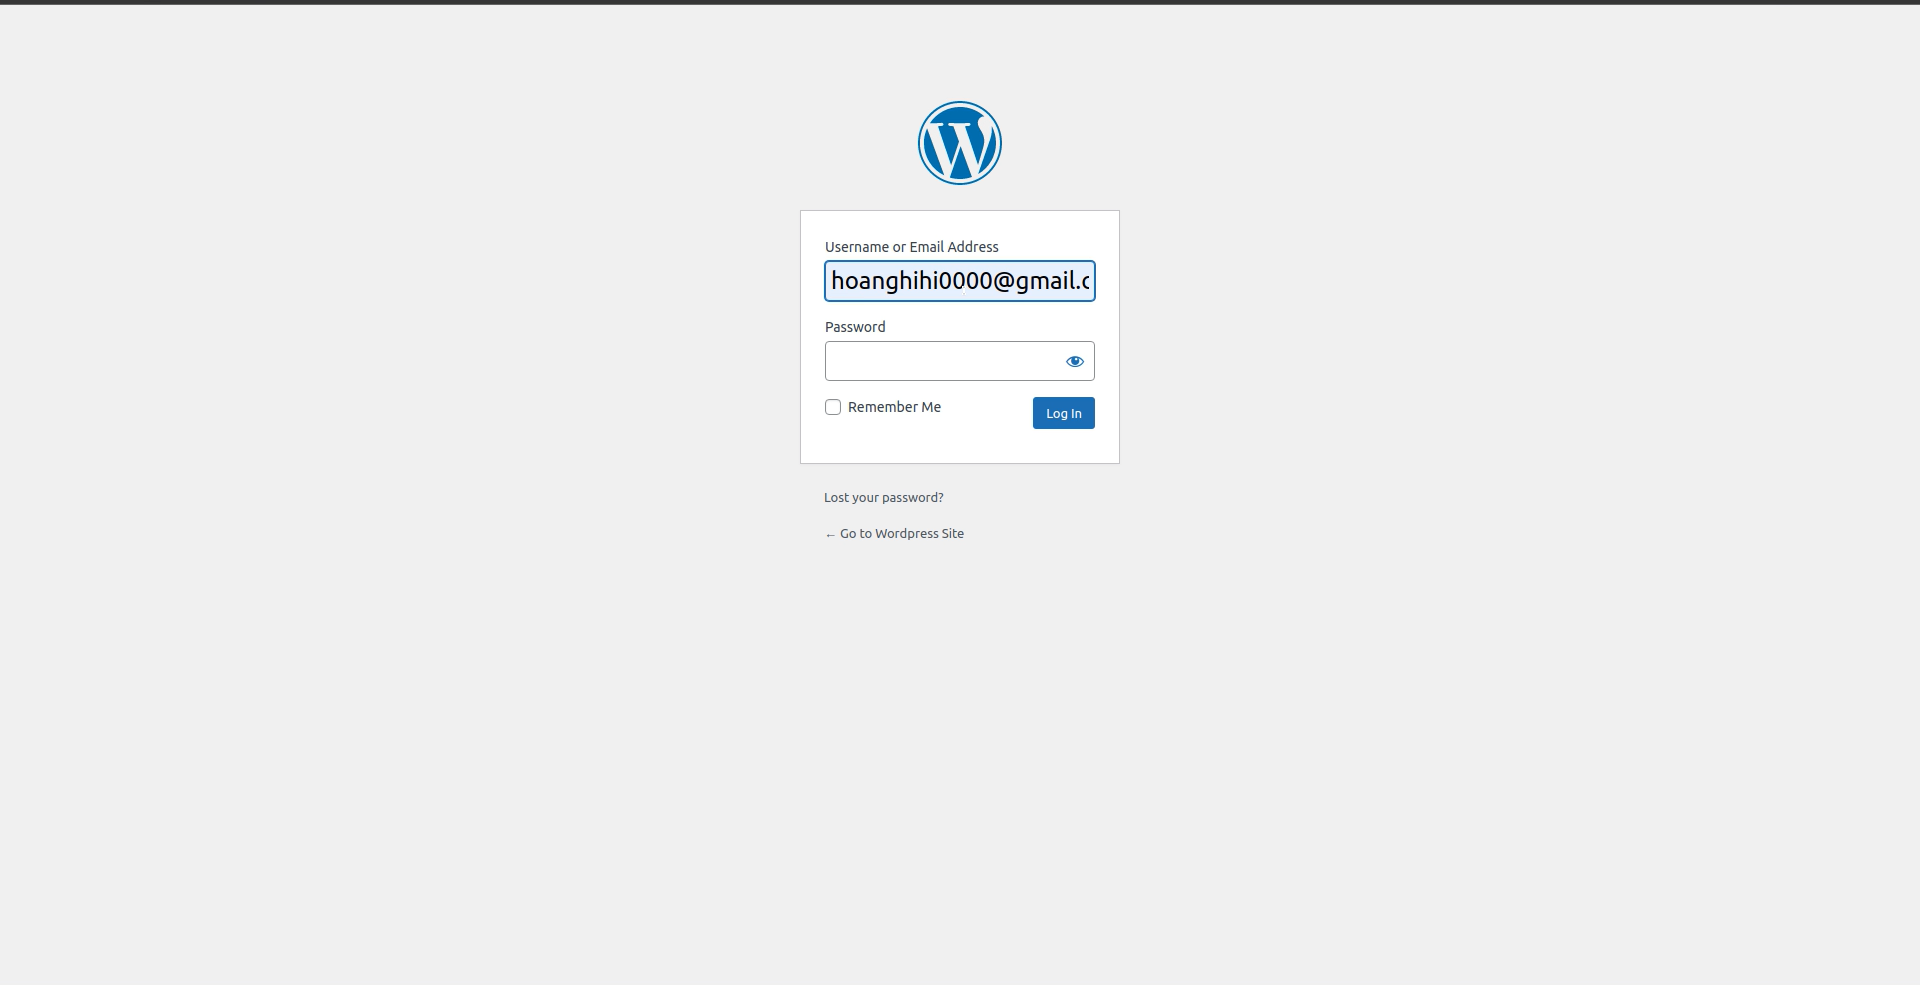 Username or Email Address
hoanghihi0000@gmail.c
Password
Remember Me
Log In
Lost your password?
← Go to Wordpress Site